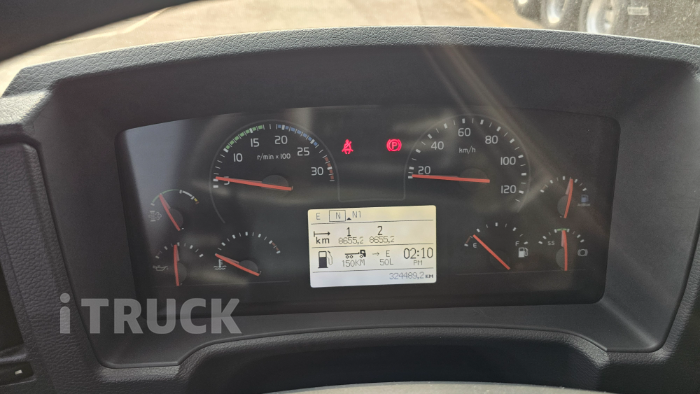 5 10 15 20 25 30
r/min x 100
P
20 40 60 80 100 120
km/h
E N N1
1 2
km 8655,2 8655,2
150KM → E 50L 02:10 PM
324489,2 KM
E F
iTRUCK